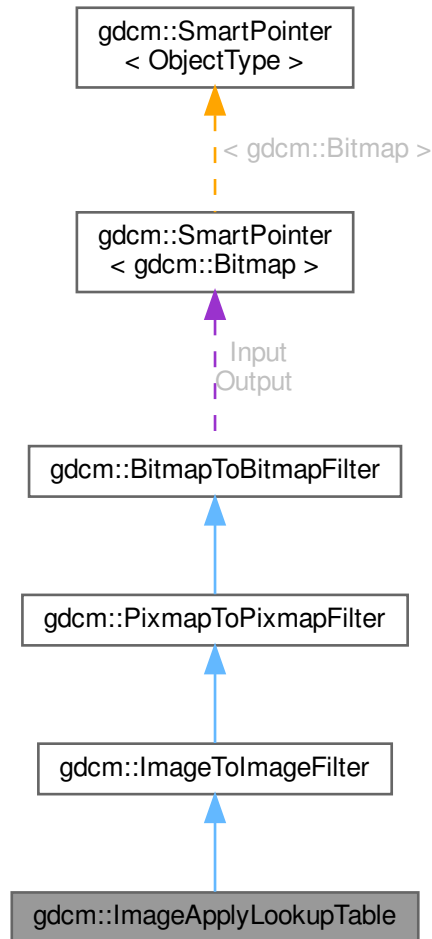 gdcm::SmartPointer
< ObjectType >
< gdcm::Bitmap >
gdcm::SmartPointer
< gdcm::Bitmap >
Input
Output
gdcm::BitmapToBitmapFilter
gdcm::PixmapToPixmapFilter
gdcm::ImageToImageFilter
gdcm::ImageApplyLookupTable